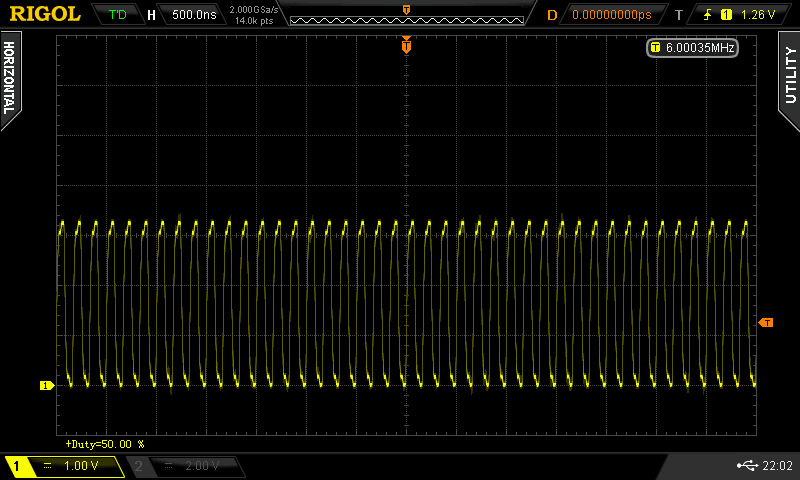 RIGOL T'D H 500.0ns 2.000GSa/s D 0.00000000ps T 1 1.26 V
14.0k pts
T
HORIZONTAL
T
T 6.00035MHz
UTILITY
T
1
+Duty=50.00 %
1 1.00 V 2 2.00 V 22:02